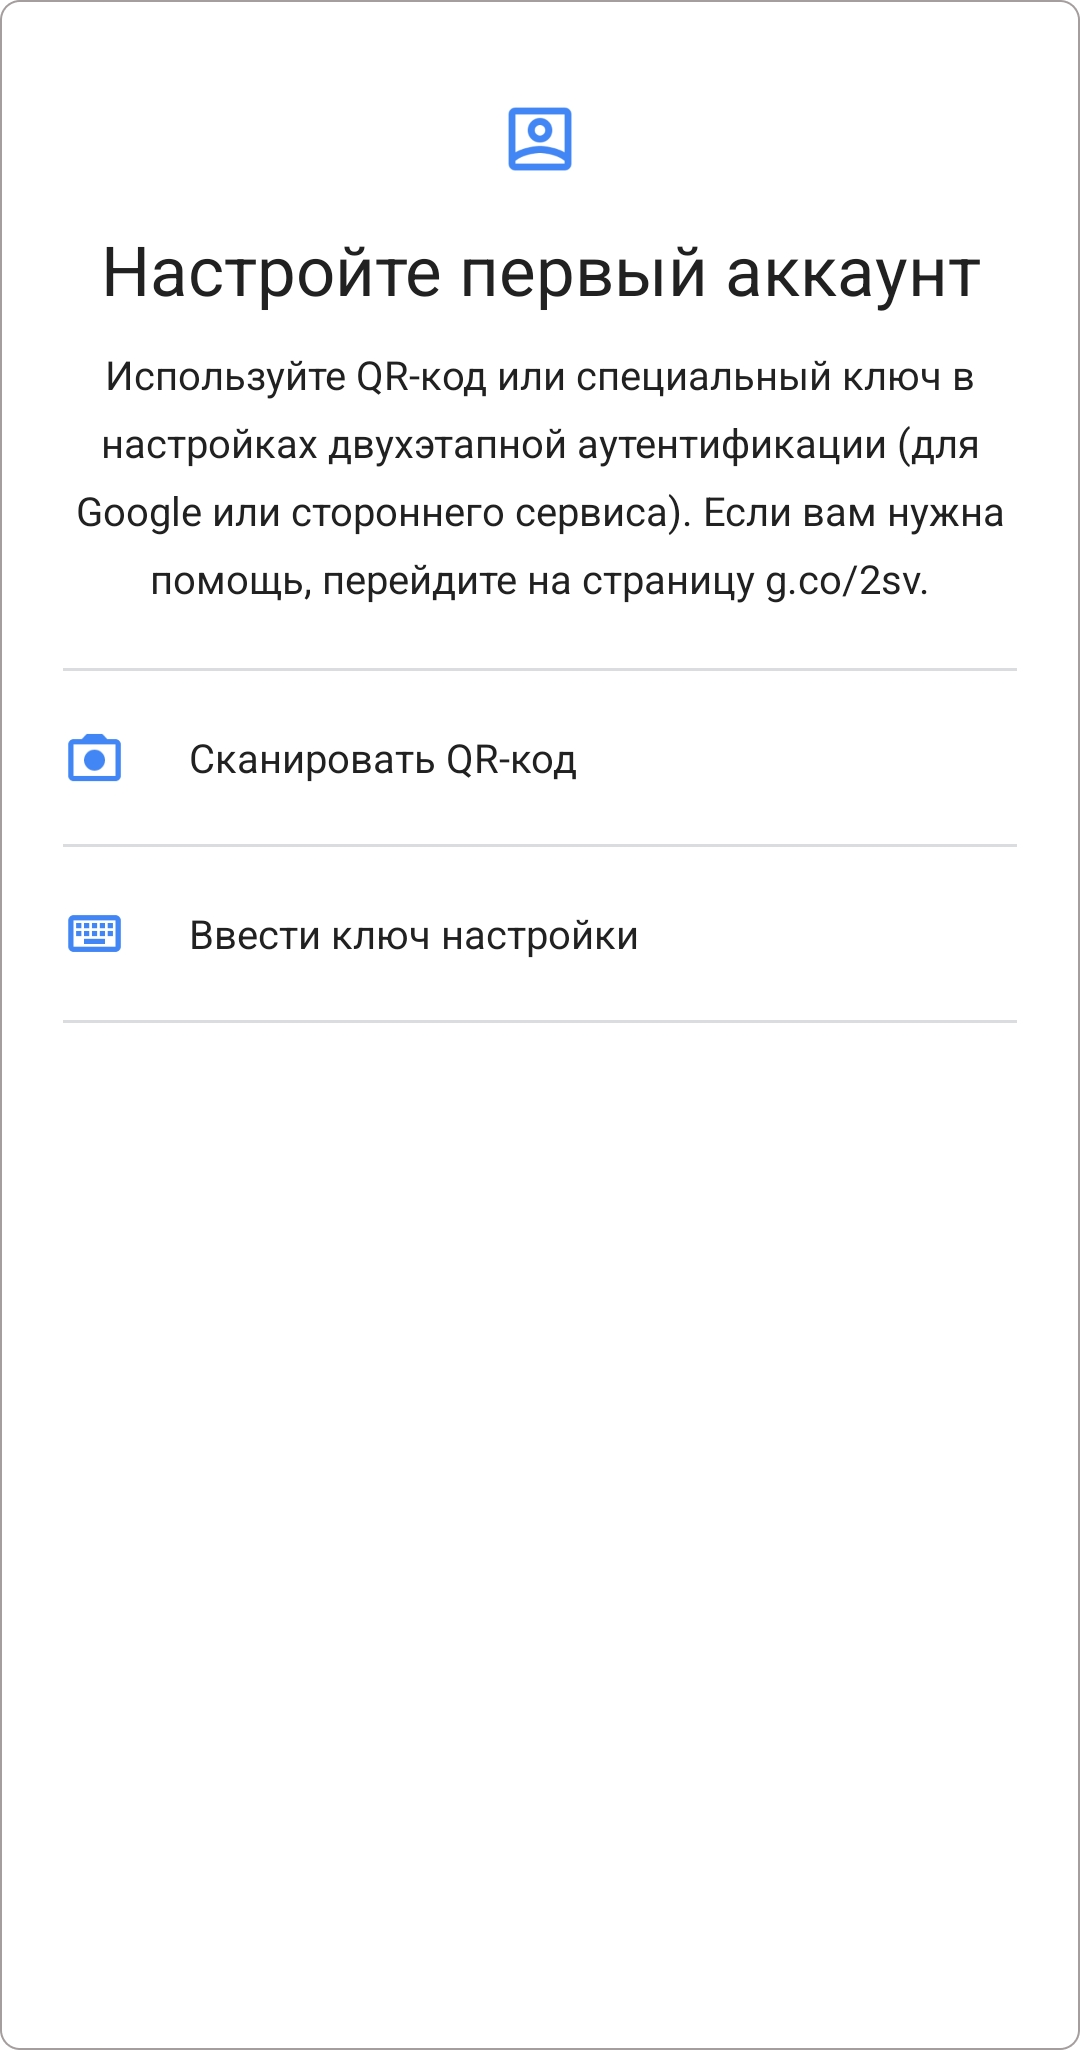 Настройте первый аккаунт
Используйте QR-код или специальный ключ в
настройках двухэтапной аутентификации (для
Google или стороннего сервиса). Если вам нужна
помощь, перейдите на страницу g.co/2sv.
Сканировать QR-код
Ввести ключ настройки